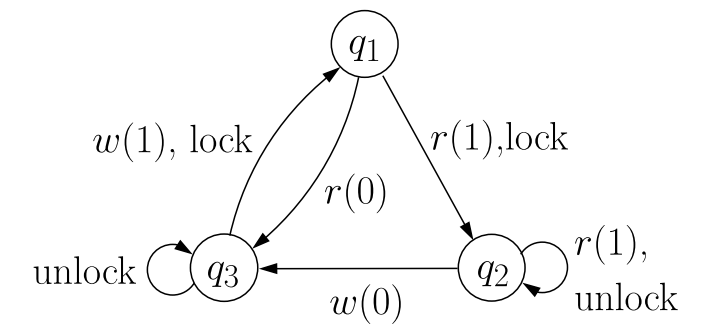 q1
w(1), lock
r(1),lock
r(0)
r(1),
unlock
unlock
q3
q2
w(0)